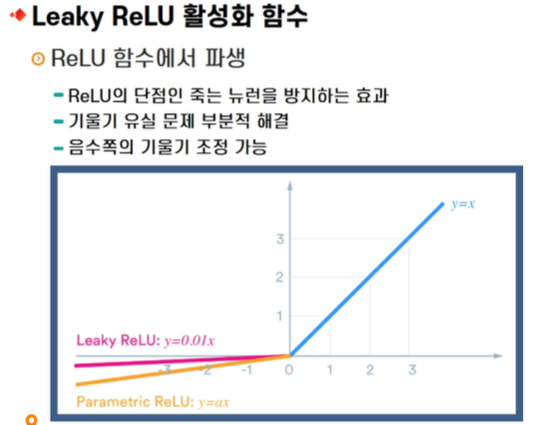 Leaky ReLU 활성화 함수
ReLU 함수에서 파생
ReLU의 단점인 죽는 뉴런을 방지하는 효과
기울기 유실 문제 부분적 해결
음수쪽의 기울기 조정 가능
y=x
3
2
1
Leaky ReLU: y=0.01x
-3 -2 -1 0 1 2 3
Parametric ReLU: y=ax